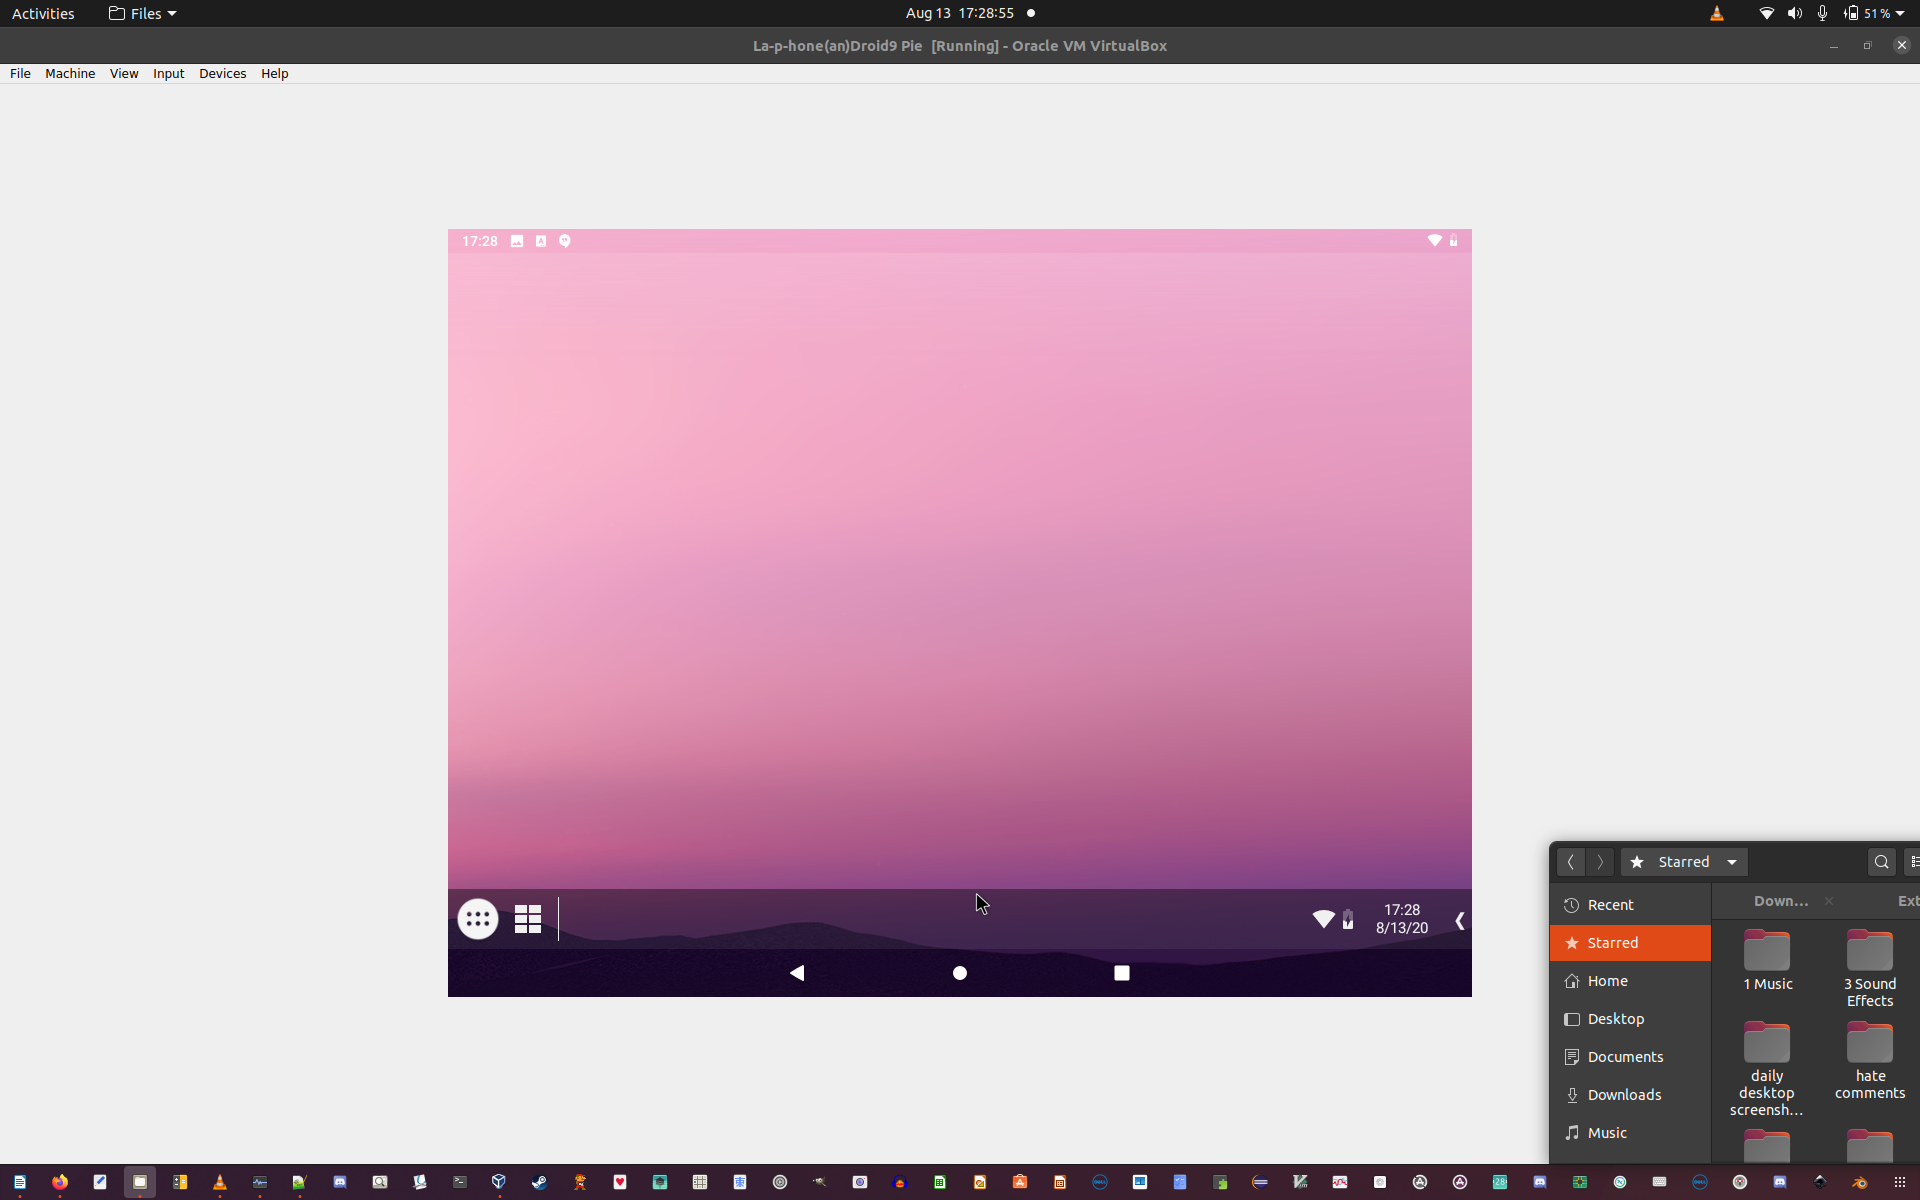 Activities
Files
Aug 13 17:28:55
51 %
La-p-hone(an)Droid9 Pie [Running] - Oracle VM VirtualBox
File Machine View Input Devices Help
17:28
17:28
8/13/20
Starred
Recent
Starred
Home
Desktop
Documents
Downloads
Music
Down...
Ext
1 Music
3 Sound
Effects
daily
desktop
screensh...
hate
comments